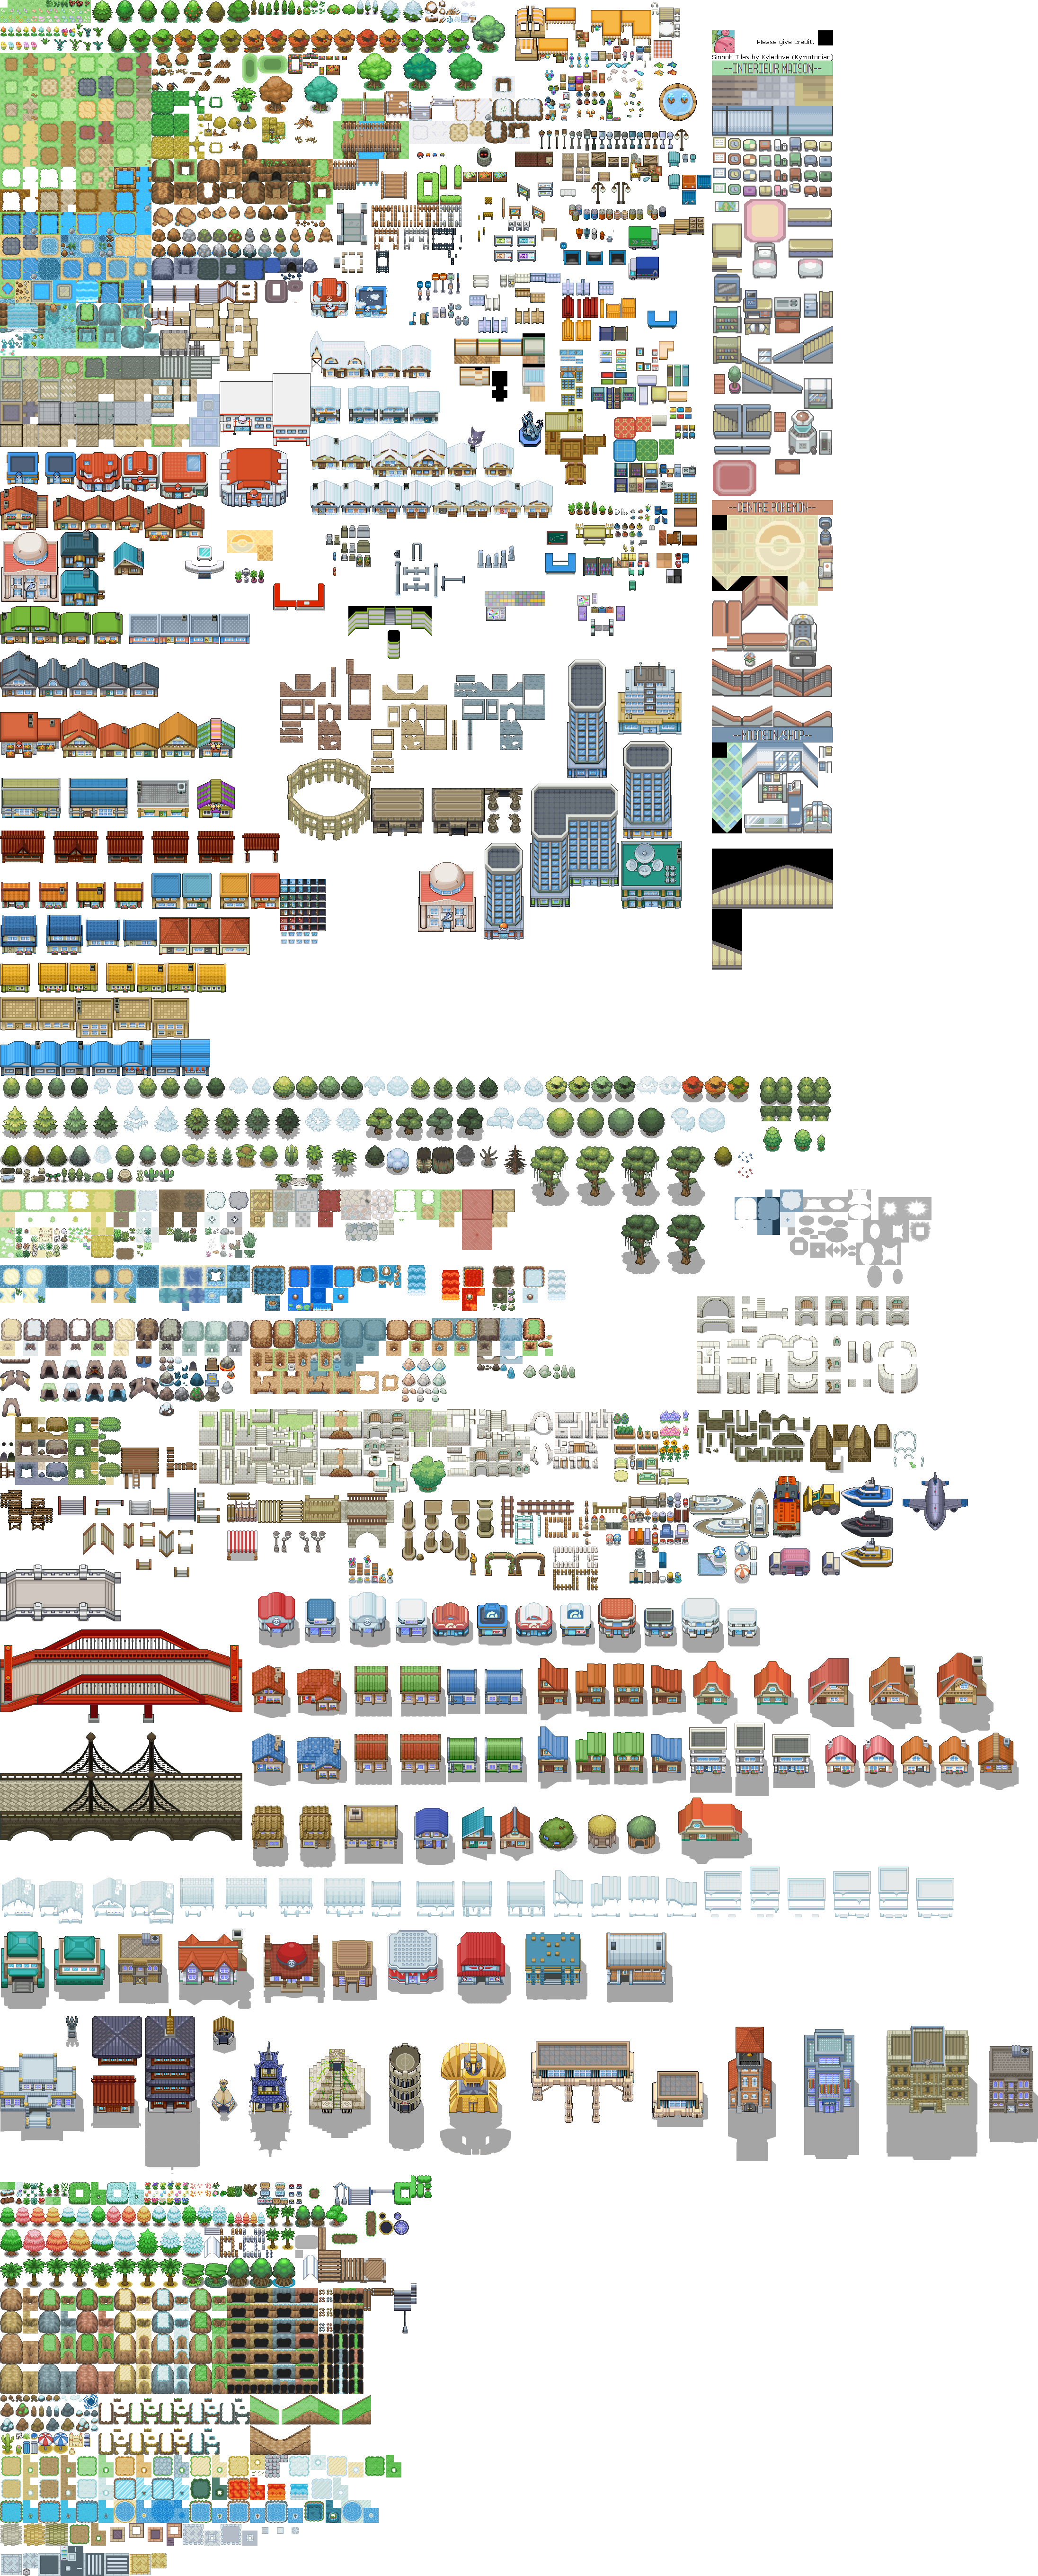 Please give credit.
Sinnoh Tiles by Kyledove (Kymotonian)
--INTERIEUR MAISON--
--CENTRE POKEMON--